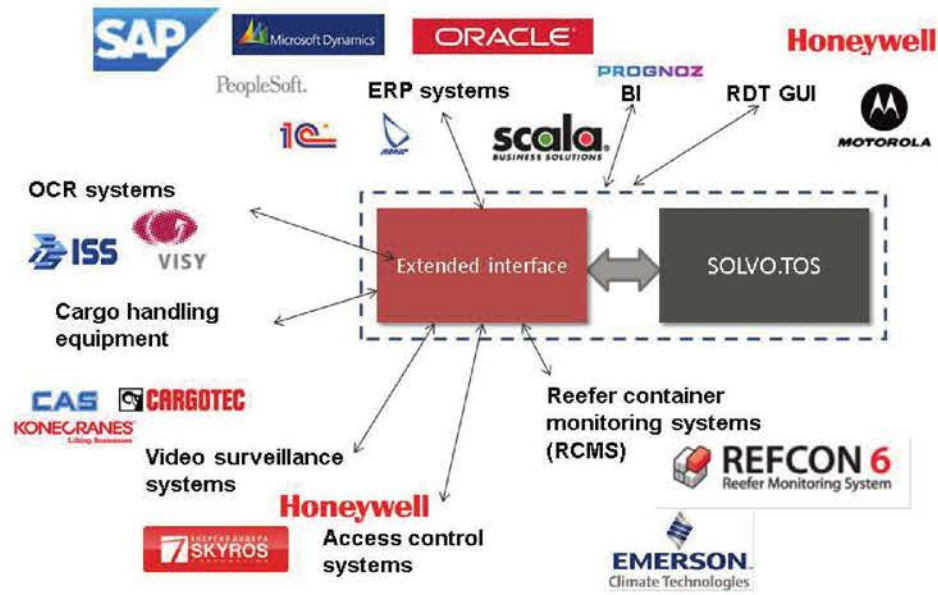 SAP
Microsoft Dynamics
ORACLE
Honeywell
PeopleSoft.
ERP systems
PROGNOZ
BI
RDT GUI
1C
scala
BUSINESS SOLUTIONS
MOTOROLA
OCR systems
ISS
VISY
Extended interface
SOLVO.TOS
Cargo handling
equipment
CAS
CARGOTEC
KONECRANES
Lifting Businesses
Reefer container
monitoring systems
(RCMS)
REFCON 6
Reefer Monitoring System
Video surveillance
systems
Honeywell
7 SKYROS
Access control
systems
EMERSON
Climate Technologies